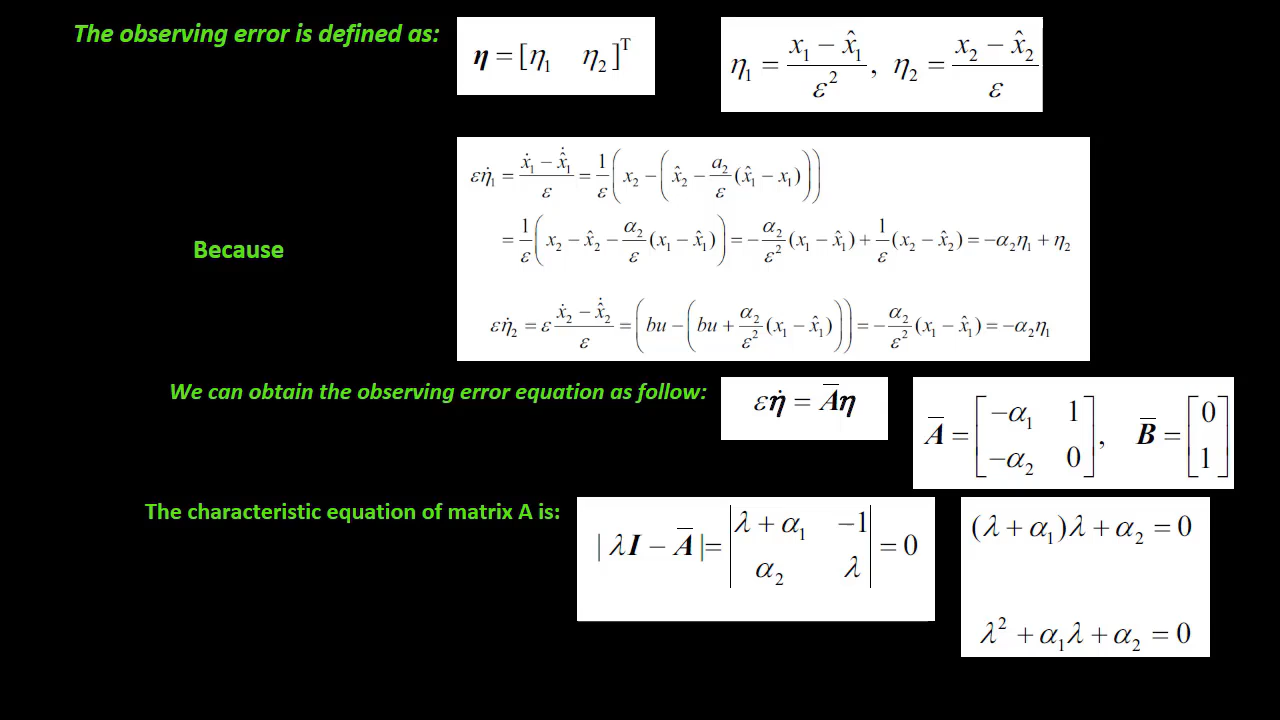 The observing error is defined as: η = [η₁ η₂]ᵀ η₁ = (x₁ − x̂₁)/ε², η₂ = (x₂ − x̂₂)/ε
εη̇₁ = (ẋ₁ − x̂̇₁)/ε = 1/ε (x₂ − (x̂₂ − a₂/ε (x̂₁ − x₁)))
= 1/ε (x₂ − x̂₂ − α₂/ε (x₁ − x̂₁)) = −α₂/ε² (x₁ − x̂₁) + 1/ε (x₂ − x̂₂) = −α₂η₁ + η₂
Because
εη̇₂ = ε (ẋ₂ − x̂̇₂)/ε = (bu − (bu + α₂/ε² (x₁ − x̂₁))) = −α₂/ε² (x₁ − x̂₁) = −α₂η₁
We can obtain the observing error equation as follow: εη̇ = A̅η
A̅ = [−α₁ 1; −α₂ 0], B̅ = [0; 1]
The characteristic equation of matrix A is: |λI − A̅| = |λ + α₁ −1; α₂ λ| = 0
(λ + α₁)λ + α₂ = 0
λ² + α₁λ + α₂ = 0